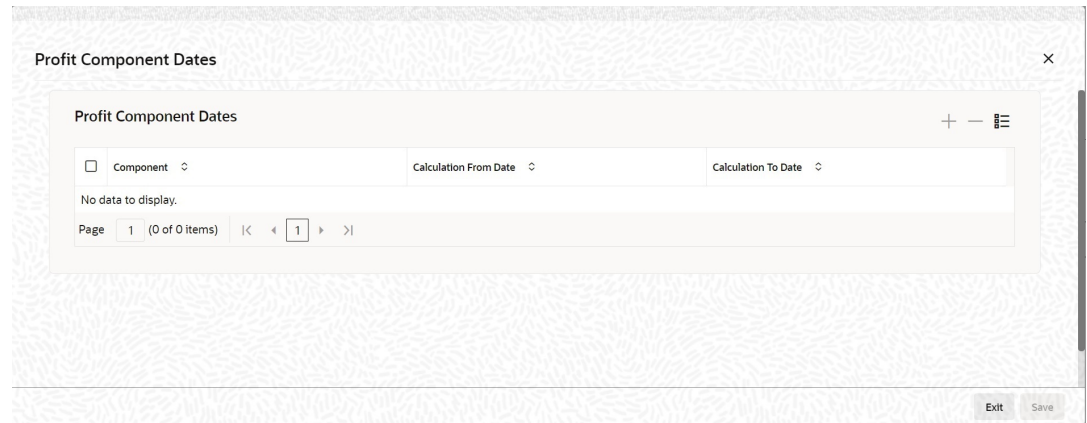 Profit Component Dates
Profit Component Dates
Component Calculation From Date Calculation To Date
No data to display.
Page 1 (0 of 0 items) 1
Exit Save